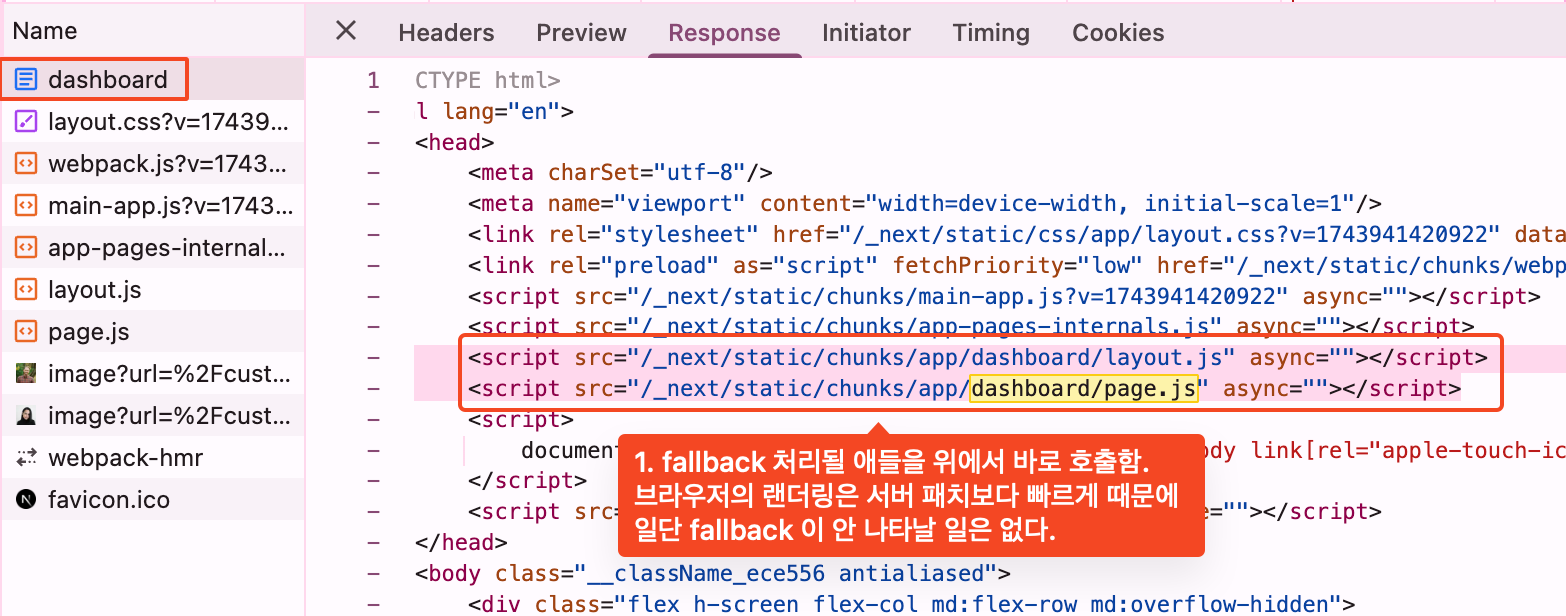 Name
Headers Preview Response Initiator Timing Cookies
dashboard
layout.css?v=17439...
webpack.js?v=1743...
main-app.js?v=1743...
app-pages-internal...
layout.js
page.js
image?url=%2Fcust...
image?url=%2Fcust...
webpack-hmr
favicon.ico
1 CTYPE html>
– l lang="en">
– <head>
– <meta charSet="utf-8"/>
– <meta name="viewport" content="width=device-width, initial-scale=1"/>
– <link rel="stylesheet" href="/_next/static/css/app/layout.css?v=1743941420922" data
– <link rel="preload" as="script" fetchPriority="low" href="/_next/static/chunks/webp
– <script src="/_next/static/chunks/main-app.js?v=1743941420922" async=""></script>
– <script src="/_next/static/chunks/app-pages-internals.js" async=""></script>
– <script src="/_next/static/chunks/app/dashboard/layout.js" async=""></script>
– <script src="/_next/static/chunks/app/dashboard/page.js" async=""></script>
– <script>
– document ody link[rel="apple-touch-ic
– </script>
– <script src= e=""></script>
– </head>
– <body class="__className_ece556 antialiased">
– <div class="flex h-screen flex-col md:flex-row md:overflow-hidden">
1. fallback 처리될 애들을 위에서 바로 호출함.
브라우저의 랜더링은 서버 패치보다 빠르게 때문에
일단 fallback 이 안 나타날 일은 없다.